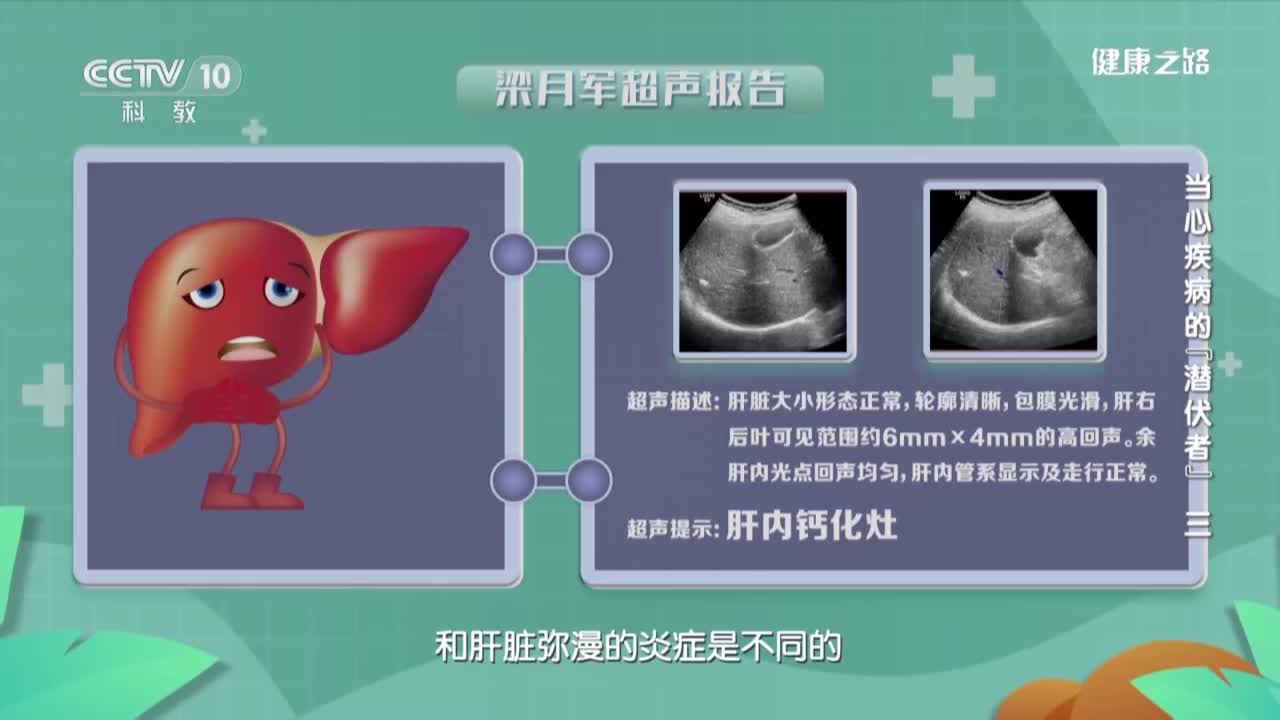 CCTV 10
科教
健康之路
梁月军超声报告
当心疾病的『潜伏者』三
超声描述:肝脏大小形态正常,轮廓清晰,包膜光滑,肝右
后叶可见范围约6mm×4mm的高回声。余
肝内光点回声均匀,肝内管系显示及走行正常。
超声提示:肝内钙化灶
和肝脏弥漫的炎症是不同的